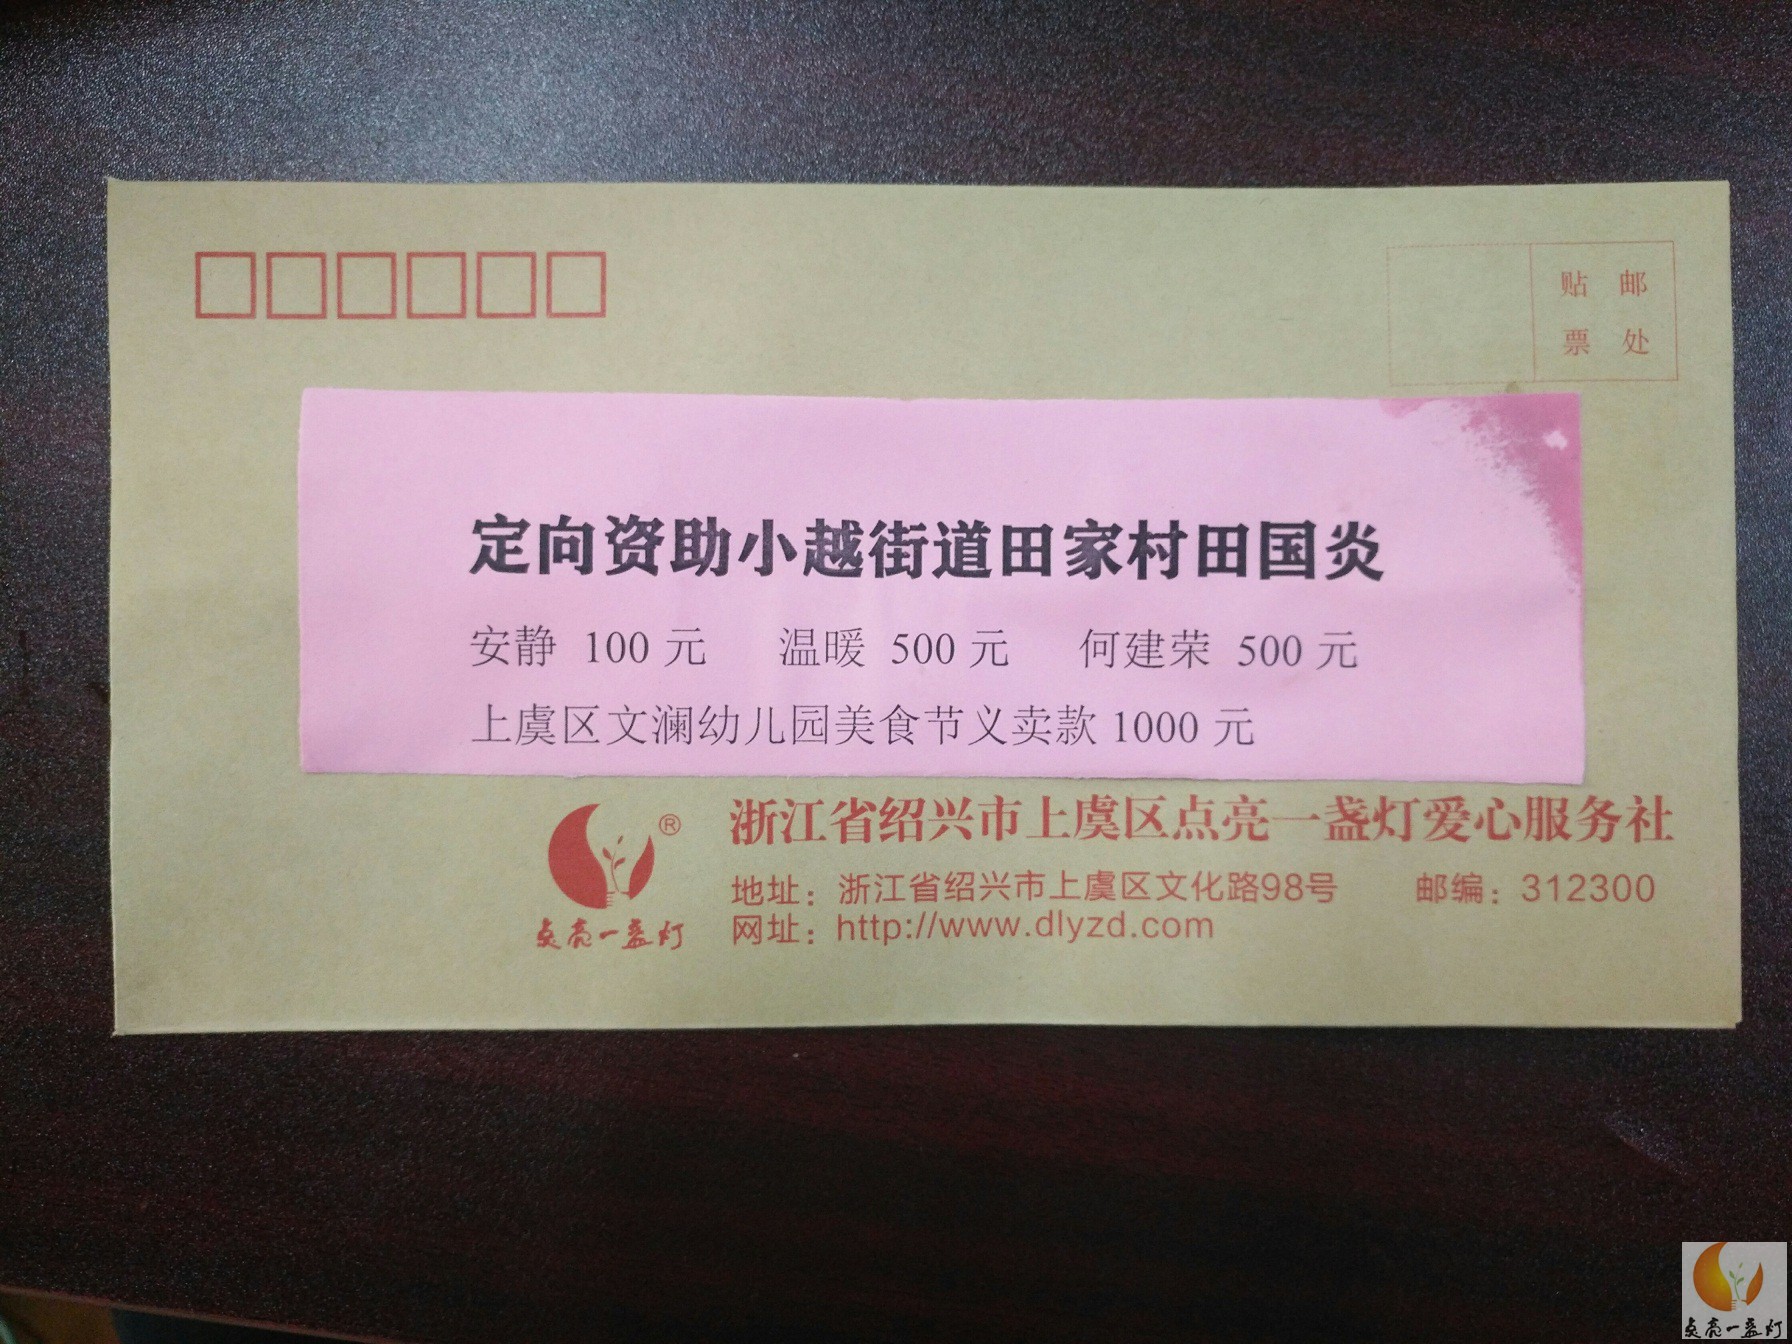 贴 邮
票 处
定向资助小越街道田家村田国炎
安静 100 元 温暖 500 元 何建荣 500 元
上虞区文澜幼儿园美食节义卖款 1000 元
®
浙江省绍兴市上虞区点亮一盏灯爱心服务社
地址：浙江省绍兴市上虞区文化路98号 邮编：312300
网址：http://www.dlyzd.com
点亮一盏灯
点亮一盏灯